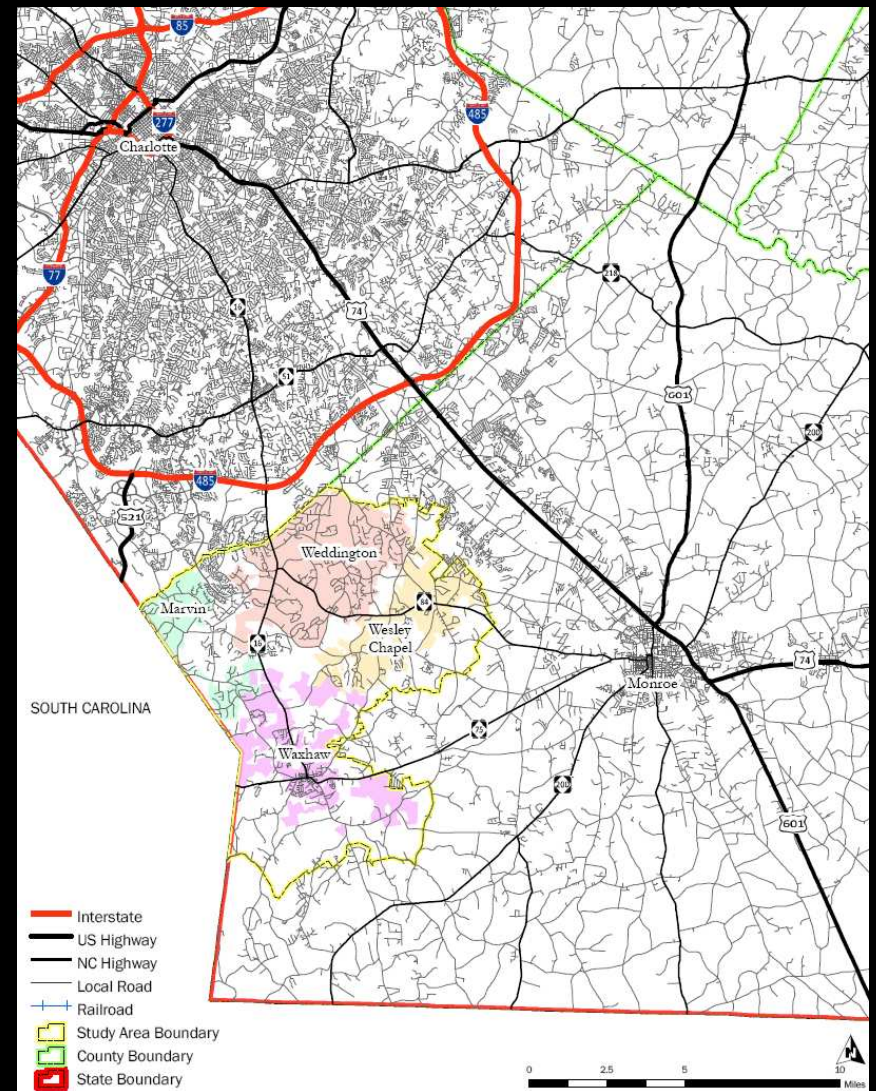 85
277
Charlotte
485
77
74
218
16
51
601
200
485
521
Weddington
84
Marvin
Wesley
Chapel
16
74
Monroe
SOUTH CAROLINA
75
Waxhaw
200
601
Interstate
US Highway
NC Highway
Local Road
Railroad
Study Area Boundary
County Boundary
State Boundary
N
0 2.5 5 10
Miles